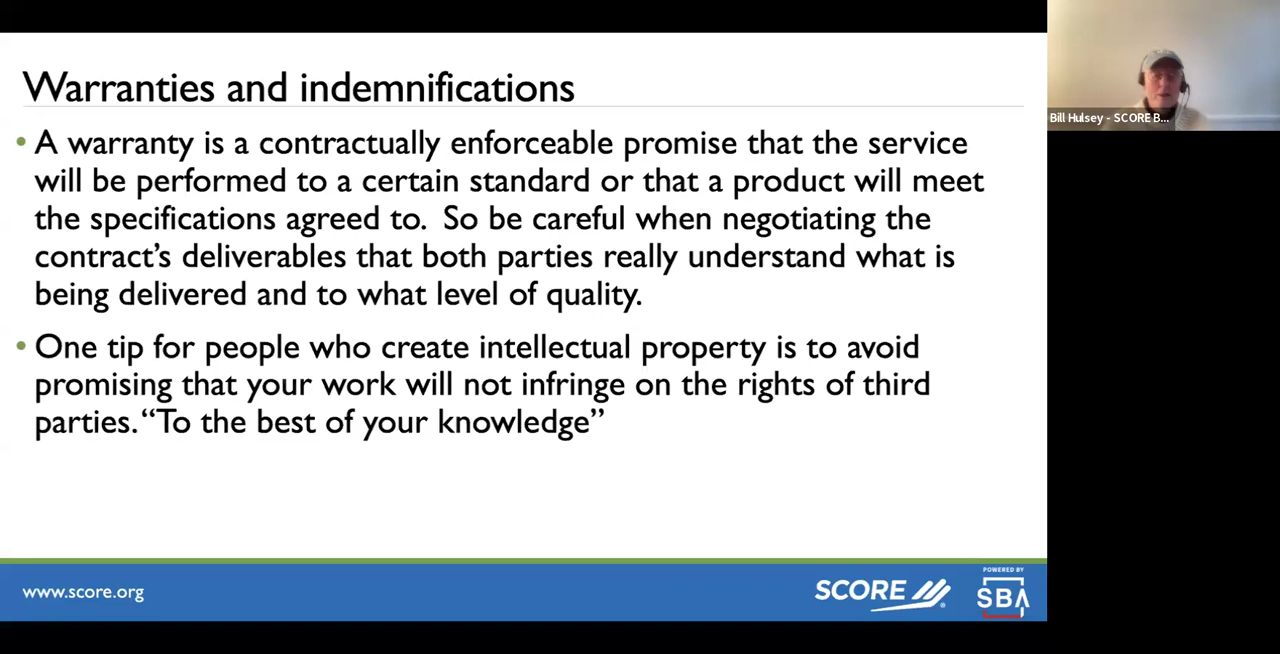 Warranties and indemnifications
• A warranty is a contractually enforceable promise that the service
will be performed to a certain standard or that a product will meet
the specifications agreed to.  So be careful when negotiating the
contract’s deliverables that both parties really understand what is
being delivered and to what level of quality.
• One tip for people who create intellectual property is to avoid
promising that your work will not infringe on the rights of third
parties. “To the best of your knowledge”
www.score.org
SCORE
®
POWERED BY
SBA
Bill Hulsey - SCORE B...